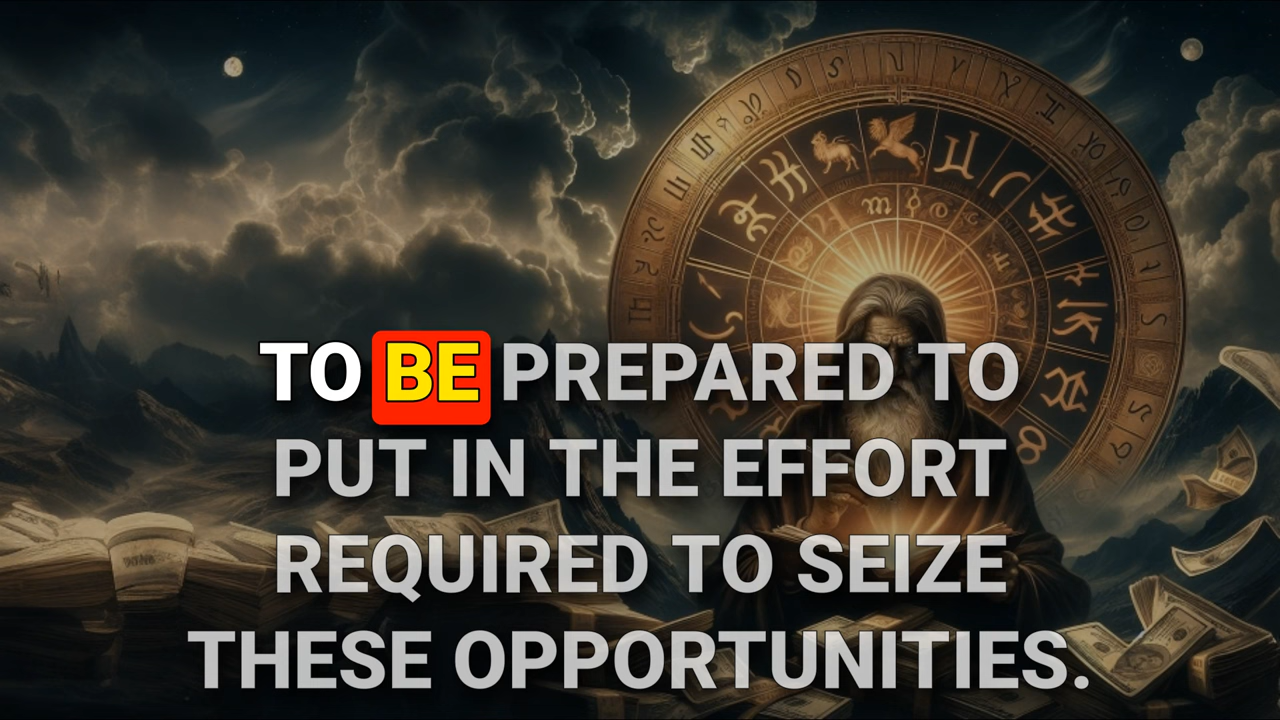 TO BE PREPARED TO
PUT IN THE EFFORT
REQUIRED TO SEIZE
THESE OPPORTUNITIES.